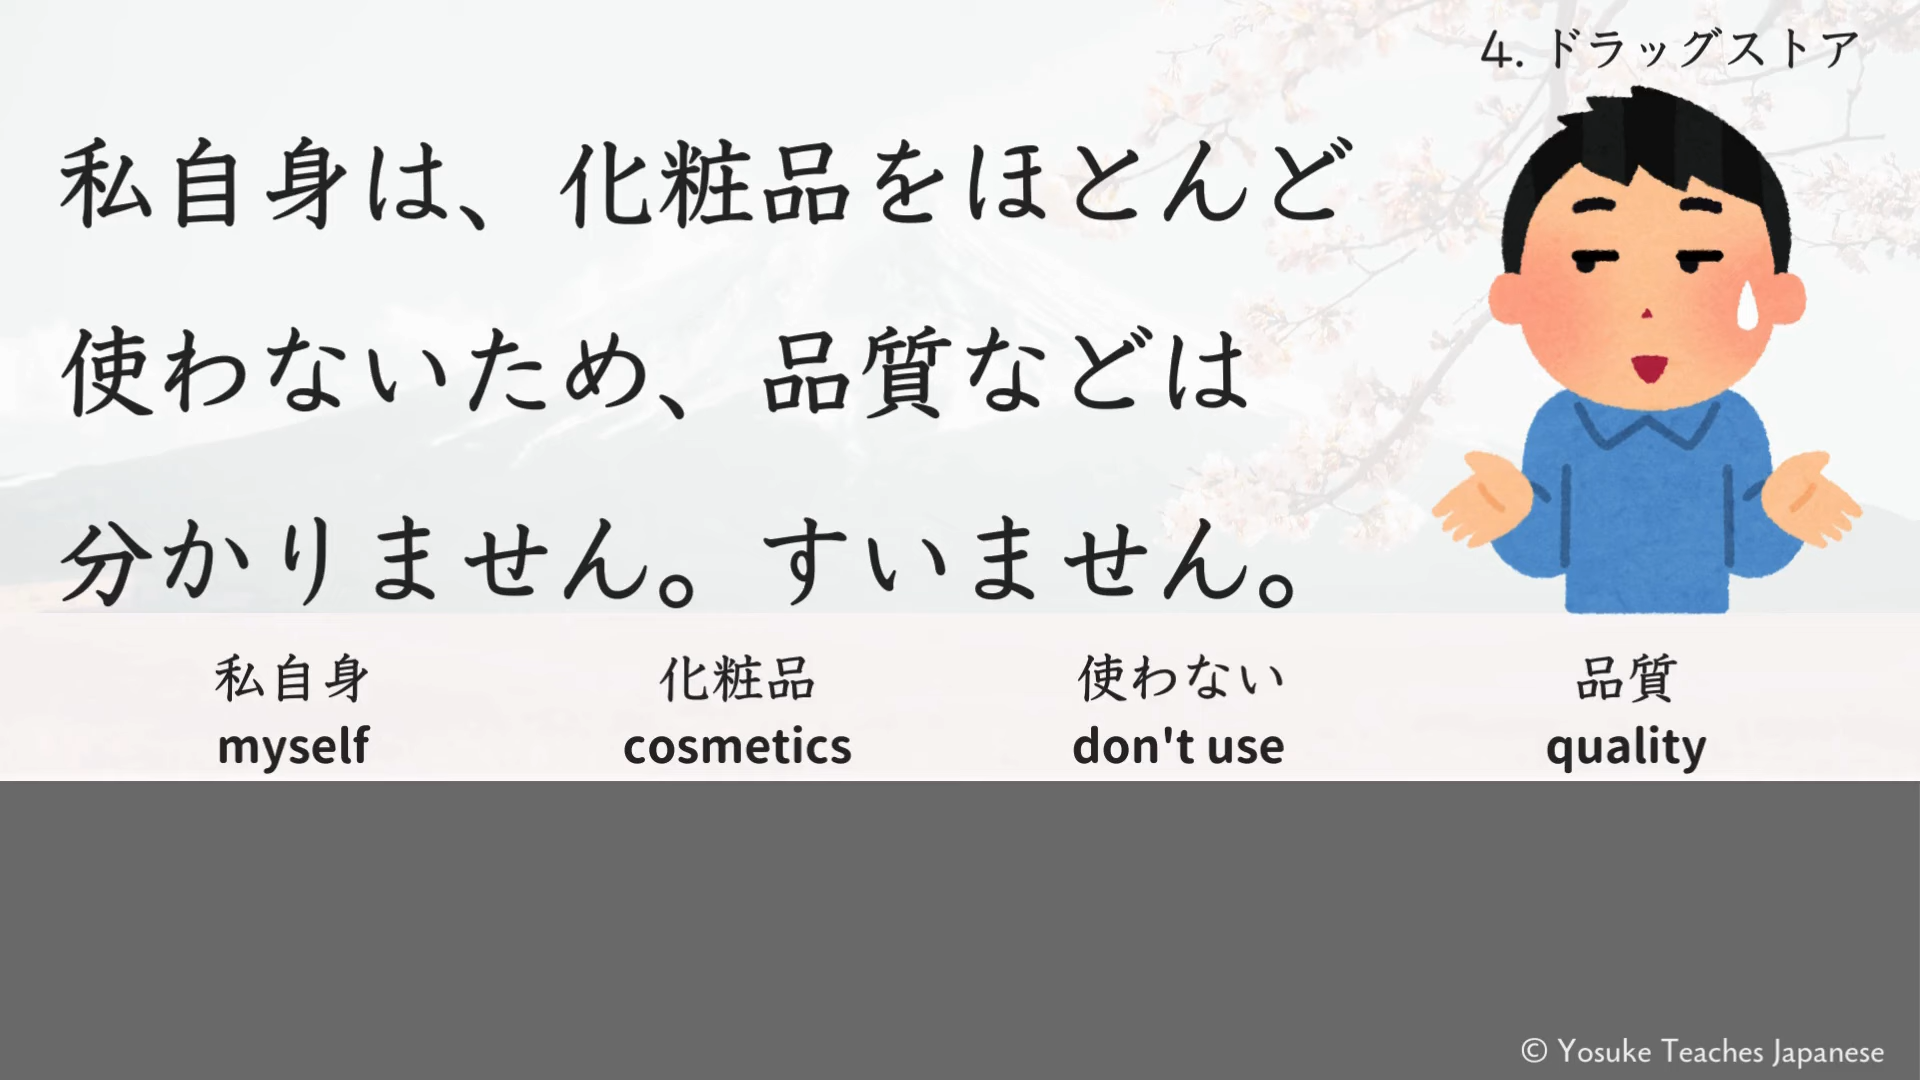 4. ドラッグストア
私自身は、化粧品をほとんど
使わないため、品質などは
分かりません。すいません。
私自身 化粧品 使わない 品質
myself cosmetics don't use quality
© Yosuke Teaches Japanese